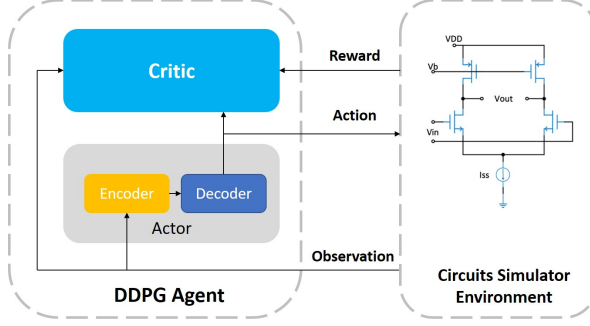 Critic
Encoder
Decoder
Actor
DDPG Agent
Reward
Action
Observation
VDD
Vb
Vout
Vin
Iss
Circuits Simulator
Environment